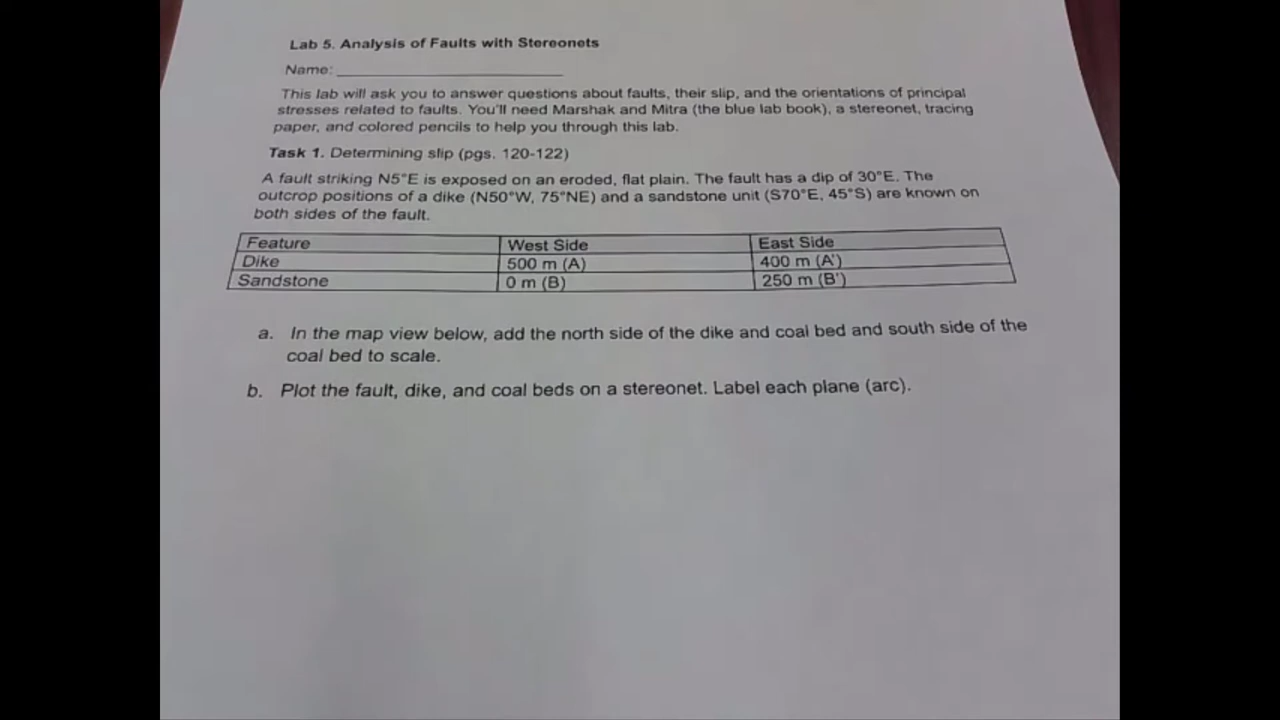 Lab 5. Analysis of Faults with Stereonets
Name: ____________________
This lab will ask you to answer questions about faults, their slip, and the orientations of principal
stresses related to faults. You'll need Marshak and Mitra (the blue lab book), a stereonet, tracing
paper, and colored pencils to help you through this lab.
Task 1. Determining slip (pgs. 120-122)
A fault striking N5°E is exposed on an eroded, flat plain. The fault has a dip of 30°E. The
outcrop positions of a dike (N50°W, 75°NE) and a sandstone unit (S70°E, 45°S) are known on
both sides of the fault.
Feature West Side East Side
Dike 500 m (A) 400 m (A')
Sandstone 0 m (B) 250 m (B')
a. In the map view below, add the north side of the dike and coal bed and south side of the
coal bed to scale.
b. Plot the fault, dike, and coal beds on a stereonet. Label each plane (arc).